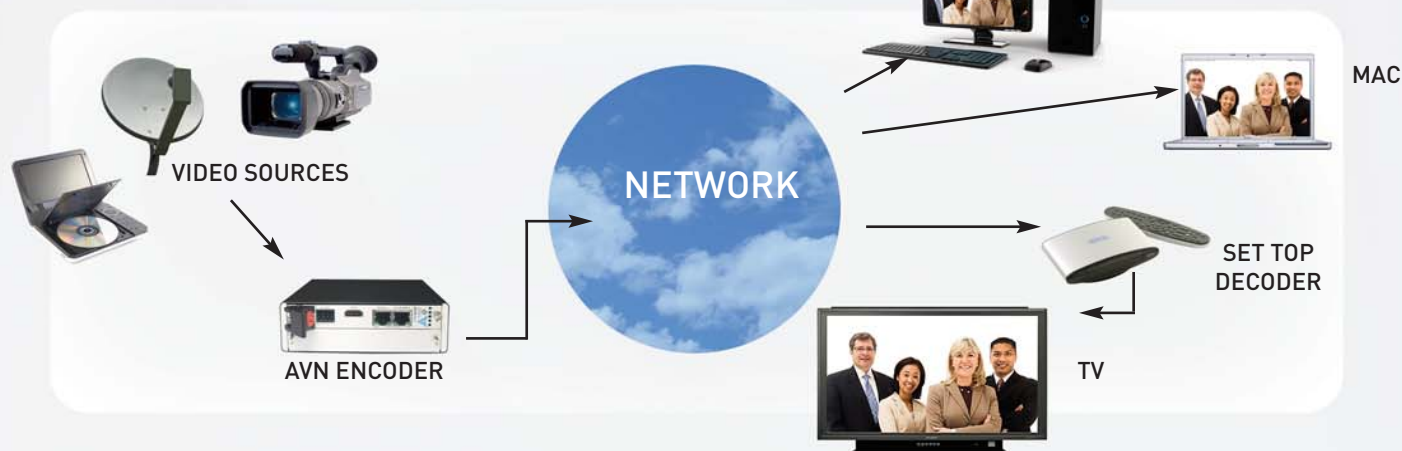 MAC
VIDEO SOURCES
NETWORK
SET TOP
DECODER
AVN ENCODER
TV